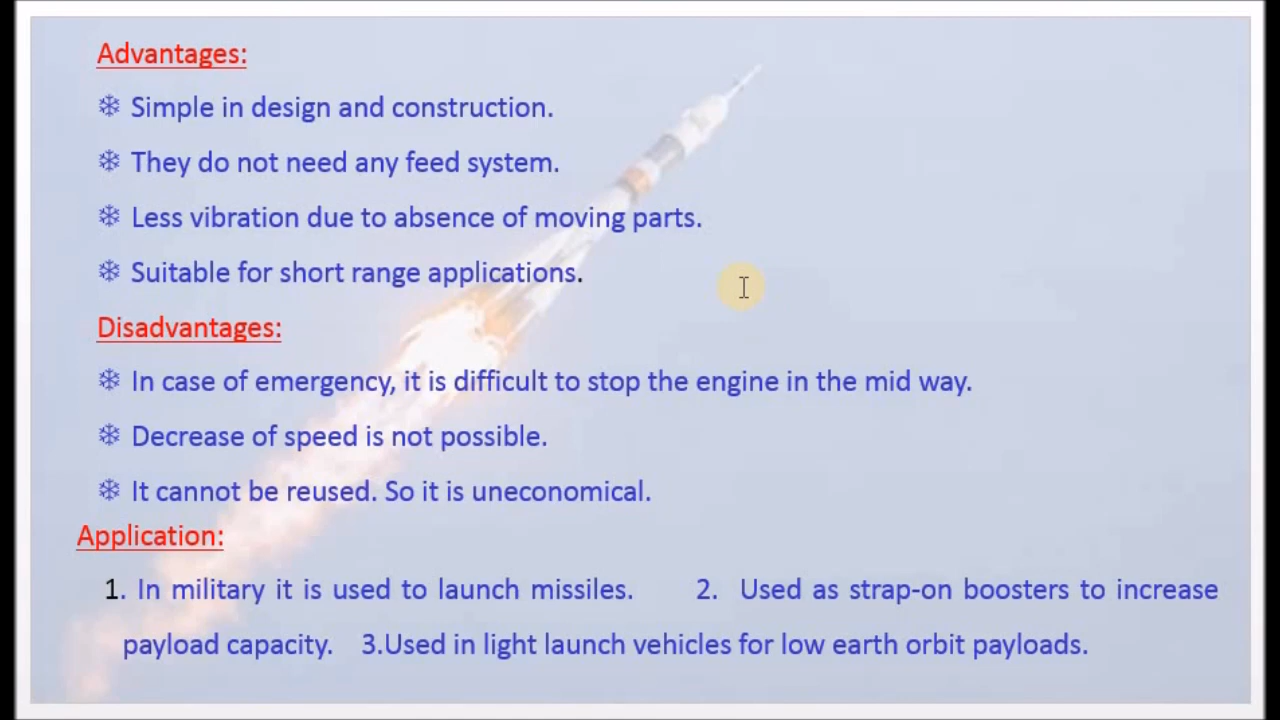 Advantages:
❄ Simple in design and construction.
❄ They do not need any feed system.
❄ Less vibration due to absence of moving parts.
❄ Suitable for short range applications.
Disadvantages:
❄ In case of emergency, it is difficult to stop the engine in the mid way.
❄ Decrease of speed is not possible.
❄ It cannot be reused. So it is uneconomical.
Application:
1. In military it is used to launch missiles. 2. Used as strap-on boosters to increase
payload capacity. 3.Used in light launch vehicles for low earth orbit payloads.